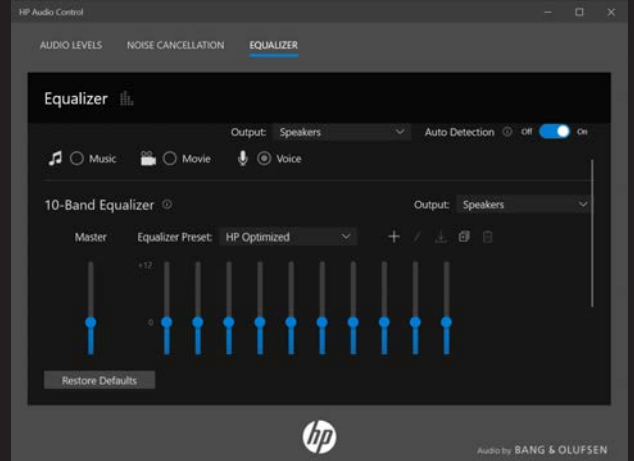 HP Audio Control
AUDIO LEVELS NOISE CANCELLATION EQUALIZER
Equalizer
Output: Speakers Auto Detection Off On
Music Movie Voice
10-Band Equalizer Output: Speakers
Master Equalizer Preset: HP Optimized
+12
0
Restore Defaults
hp
Audio by BANG & OLUFSEN